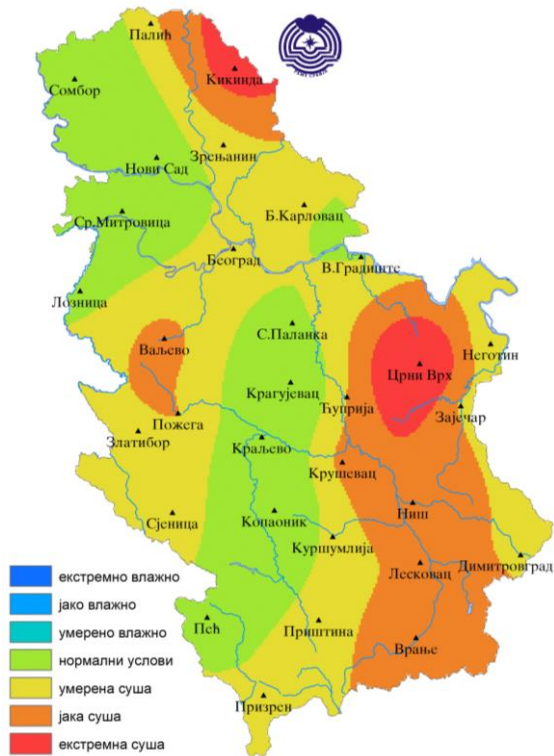 Палић
Кикинда
Сомбор
Зрењанин
Нови Сад
Б.Карловац
Ср.Митровица
Београд
В.Градиште
Лозница
С.Паланка
Неготин
Ваљево
Црни Врх
Крагујевац
Ћуприја
Зајечар
Пожега
Златибор
Краљево
Крушевац
Ниш
Сјеница
Копаоник
Куршумлија
Димитровград
Лесковац
екстремно влажно
јако влажно
умерено влажно
нормални услови
умерена суша
јака суша
екстремна суша
Пећ
Приштина
Врање
Призрен